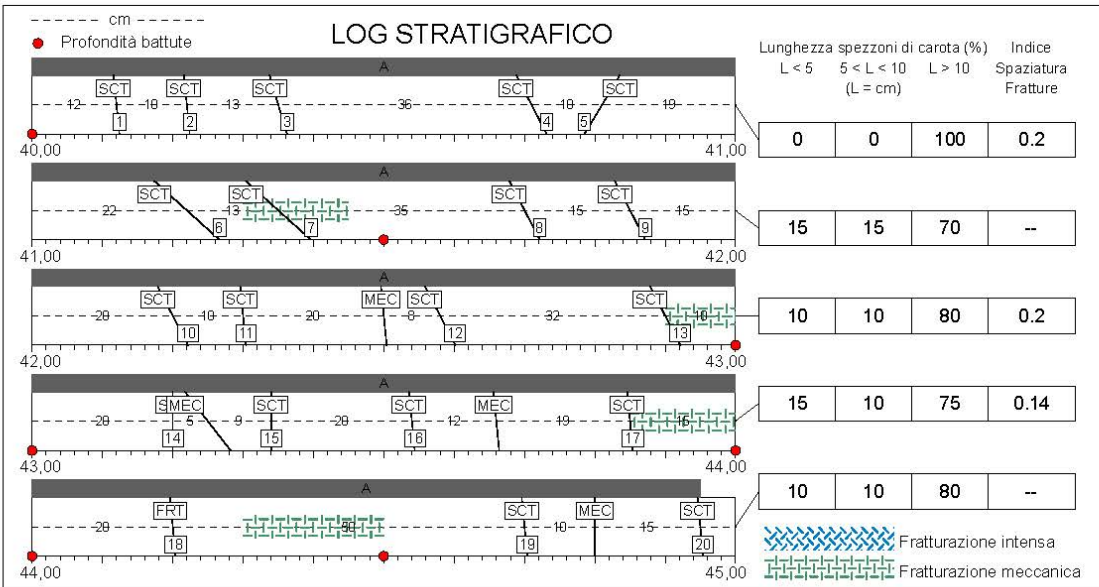 cm
LOG STRATIGRAFICO
Profondità battute
Lunghezza spezzoni di carota (%) Indice
L < 5 5 < L < 10 L > 10 Spaziatura
(L = cm) Fratture
A
SCT SCT SCT SCT SCT
12 10 13 36 10 19
1 2 3 4 5
40,00 41,00
0 0 100 0.2
A
SCT SCT SCT SCT
22 13 35 15 15
6 7 8 9
41,00 42,00
15 15 70 --
A
SCT SCT MEC SCT SCT
20 10 20 8 32 10
10 11 12 13
42,00 43,00
10 10 80 0.2
A
MEC SCT SCT MEC SCT
20 5 9 20 12 19 15
14 15 16 17
43,00 44,00
15 10 75 0.14
A
FRT SCT MEC SCT
20 10 15
18 19 20
44,00 45,00
10 10 80 --
Fratturazione intensa
Fratturazione meccanica